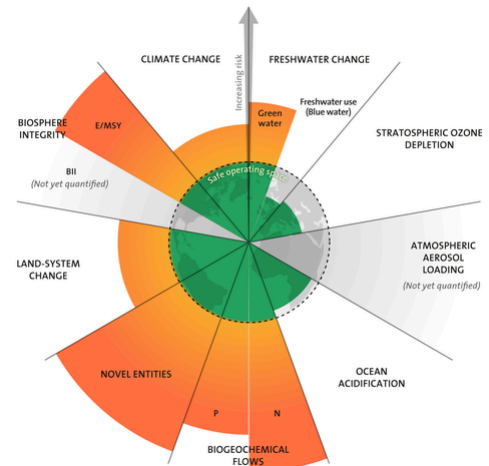 CLIMATE CHANGE
FRESHWATER CHANGE
Increasing risk
Green
water
Freshwater use
(Blue water)
STRATOSPHERIC OZONE
DEPLETION
BIOSPHERE
INTEGRITY
E/MSY
BII
(Not yet quantified)
Safe operating
ATMOSPHERIC
AEROSOL
LOADING
(Not yet quantified)
LAND-SYSTEM
CHANGE
NOVEL ENTITIES
OCEAN
ACIDIFICATION
P
N
BIOGEOCHEMICAL
FLOWS